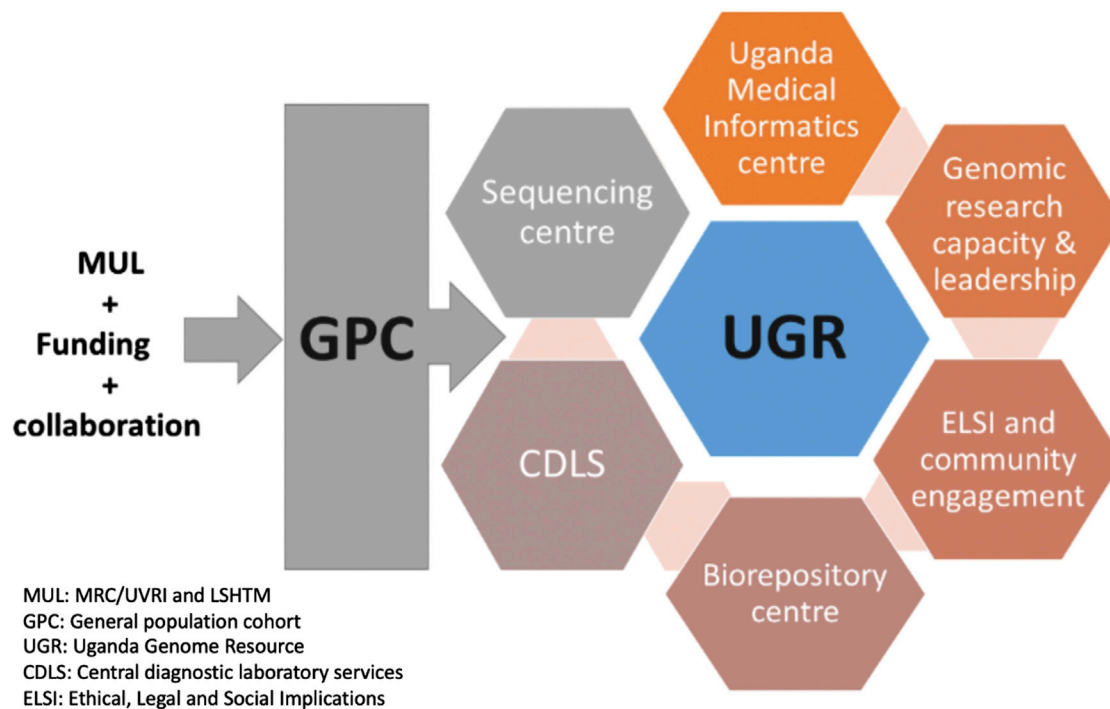 MUL
+
Funding
+
collaboration
GPC
Sequencing
centre
CDLS
UGR
Uganda
Medical
Informatics
centre
Genomic
research
capacity &
leadership
ELSI and
community
engagement
Biorepository
centre
MUL: MRC/UVRI and LSHTM
GPC: General population cohort
UGR: Uganda Genome Resource
CDLS: Central diagnostic laboratory services
ELSI: Ethical, Legal and Social Implications